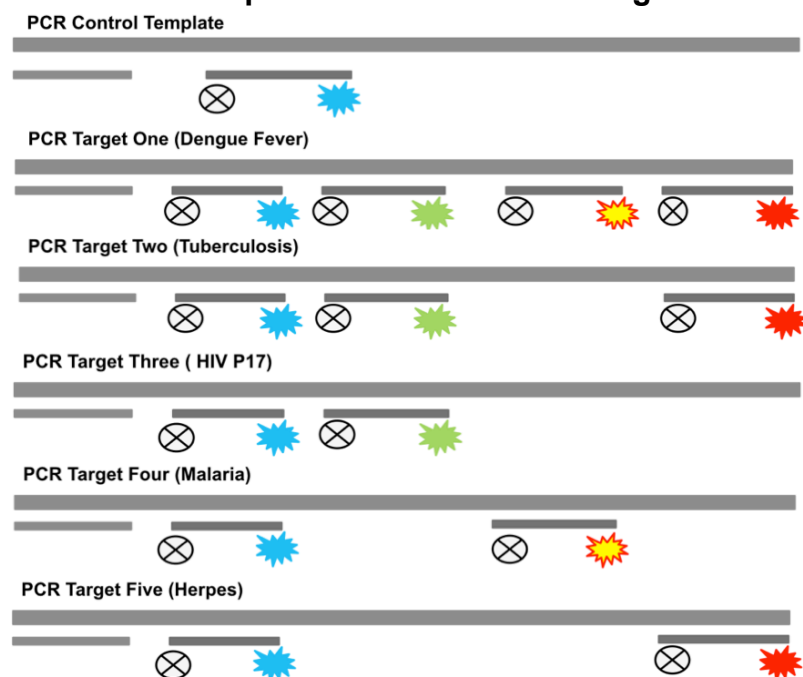 PCR Control Template
PCR Target One (Dengue Fever)
PCR Target Two (Tuberculosis)
PCR Target Three ( HIV P17)
PCR Target Four (Malaria)
PCR Target Five (Herpes)